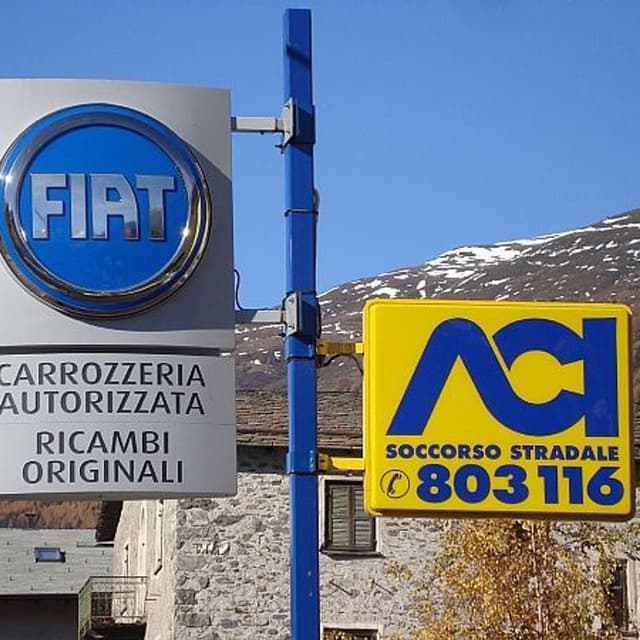 FIAT
CARROZZERIA
AUTORIZZATA
RICAMBI
ORIGINALI
ACI
SOCCORSO STRADALE
803 116